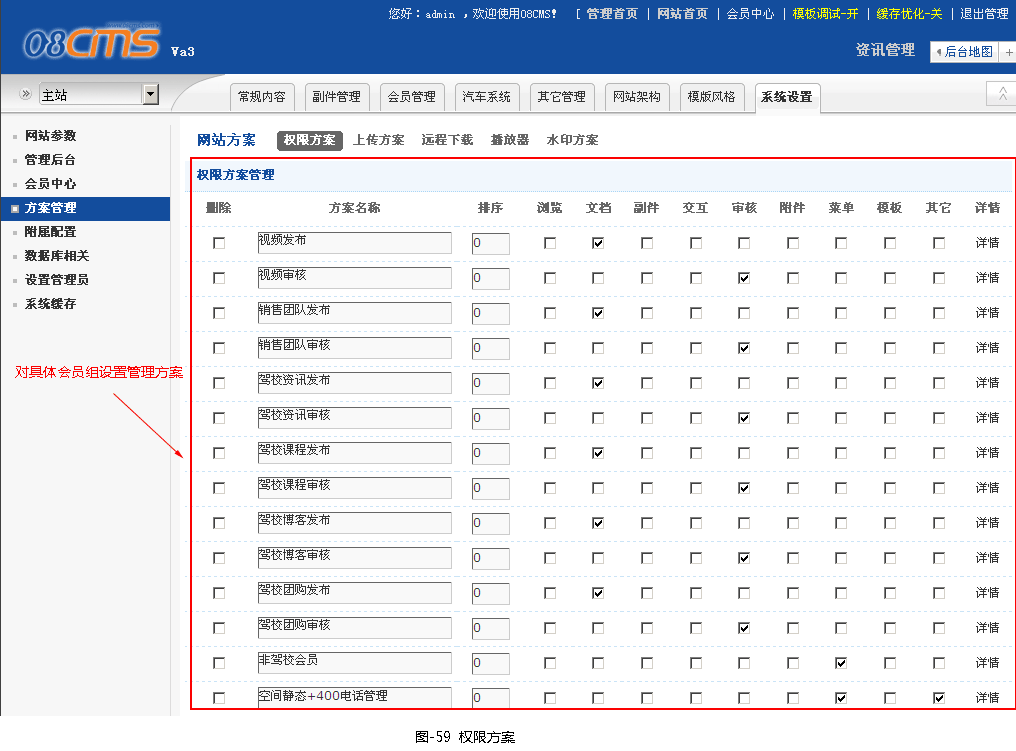 您好：admin ，欢迎使用08CMS！ [ 管理首页 | 网站首页 | 会员中心 | 模板调试-开 | 缓存优化-关 | 退出管理
08CMS Va3
资讯管理 后台地图 +
主站 常规内容 副件管理 会员管理 汽车系统 其它管理 网站架构 模版风格 系统设置
网站参数
管理后台
会员中心
方案管理
附属配置
数据库相关
设置管理员
系统缓存
对具体会员组设置管理方案
网站方案 权限方案 上传方案 远程下载 播放器 水印方案
权限方案管理
删除 方案名称 排序 浏览 文档 副件 交互 审核 附件 菜单 模板 其它 详情
视频发布 0 详情
视频审核 0 详情
销售团队发布 0 详情
销售团队审核 0 详情
驾校资讯发布 0 详情
驾校资讯审核 0 详情
驾校课程发布 0 详情
驾校课程审核 0 详情
驾校博客发布 0 详情
驾校博客审核 0 详情
驾校团购发布 0 详情
驾校团购审核 0 详情
非驾校会员 0 详情
空间静态+400电话管理 0 详情
图-59 权限方案